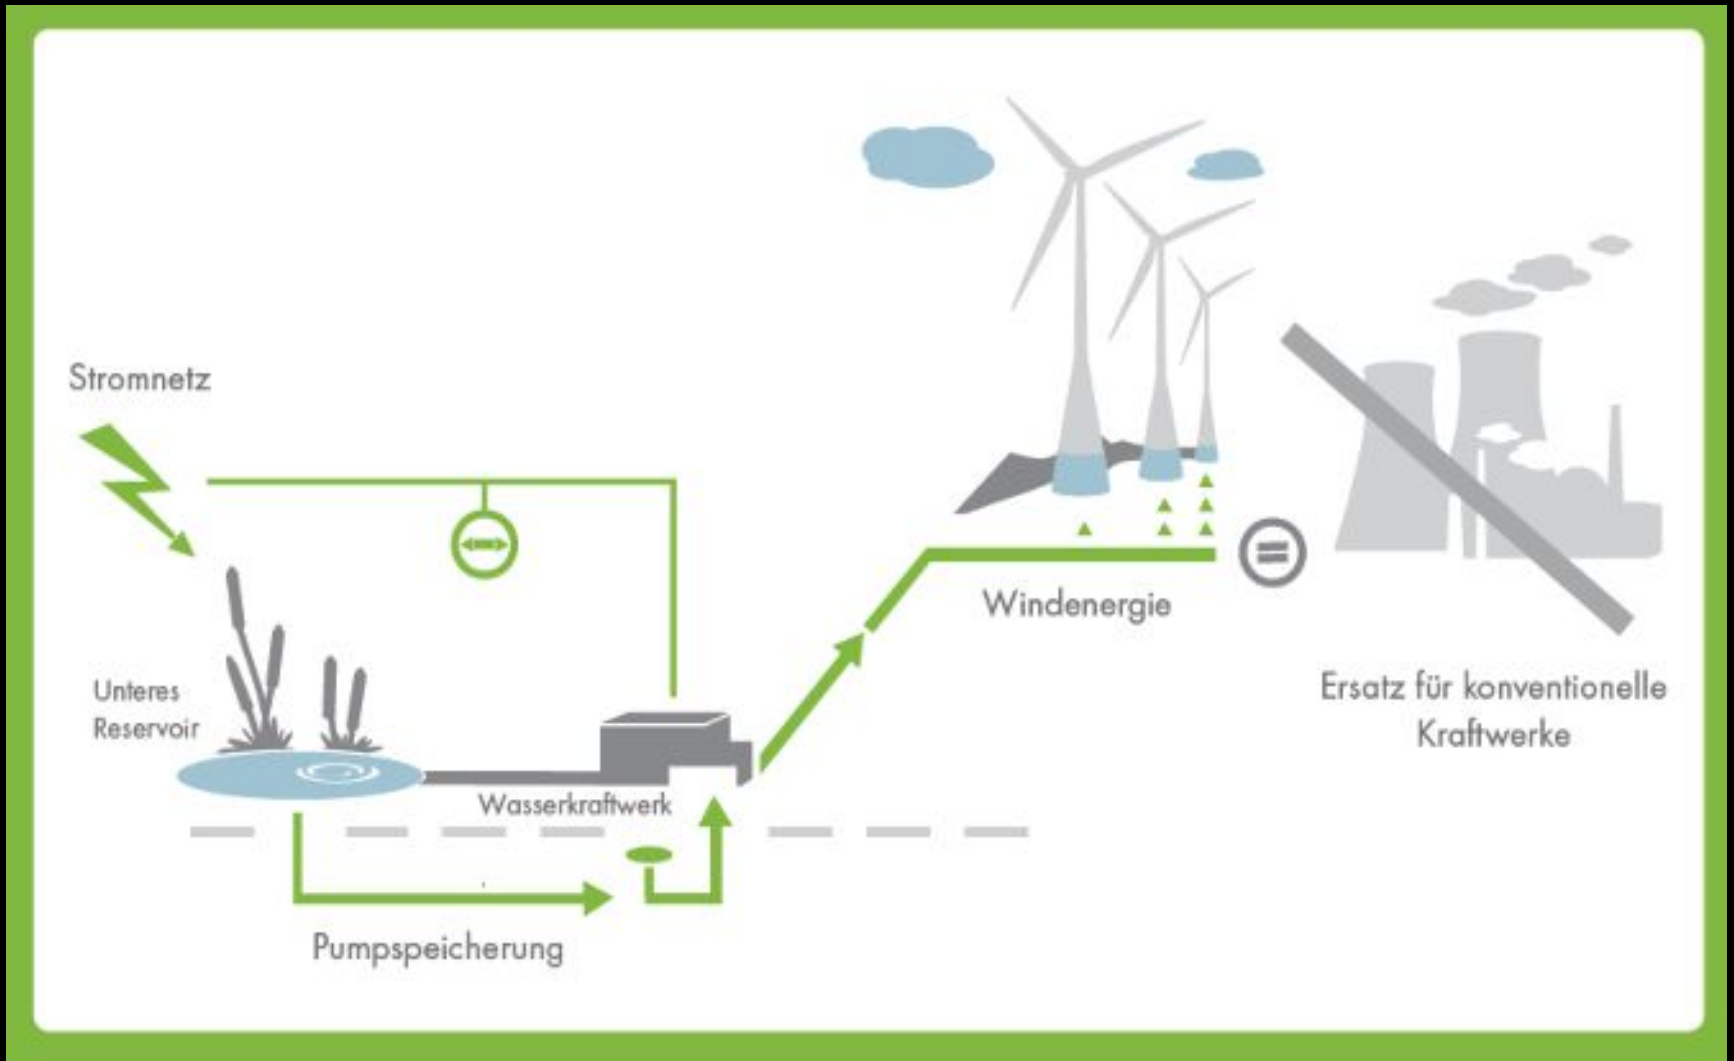 Stromnetz
Windenergie
Unteres
Reservoir
Ersatz für konventionelle
Kraftwerke
Wasserkraftwerk
Pumpspeicherung